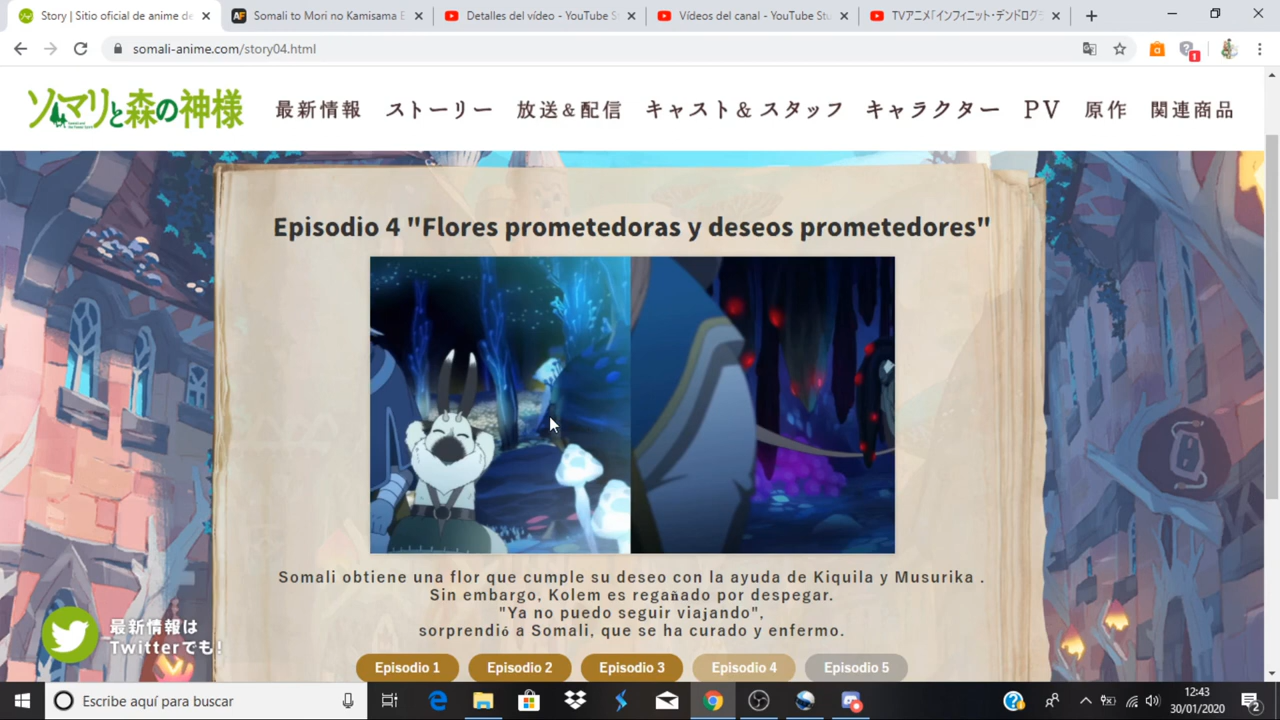 Story | Sitio oficial de anime de
Somali to Mori no Kamisama E
Detalles del vídeo - YouTube S
Vídeos del canal - YouTube Stu
TVアニメ「インフィニット・デンドログラ
somali-anime.com/story04.html
ソマリと森の神様
最新情報 ストーリー 放送&配信 キャスト&スタッフ キャラクター PV 原作 関連商品
Episodio 4 "Flores prometedoras y deseos prometedores"
Somali obtiene una flor que cumple su deseo con la ayuda de Kiquila y Musurika .
Sin embargo, Kolem es regañado por despegar.
"Ya no puedo seguir viajando",
sorprendió a Somali, que se ha curado y enfermo.
Episodio 1 Episodio 2 Episodio 3 Episodio 4 Episodio 5
最新情報は
Twitterでも!
Escribe aquí para buscar
12:43
30/01/2020